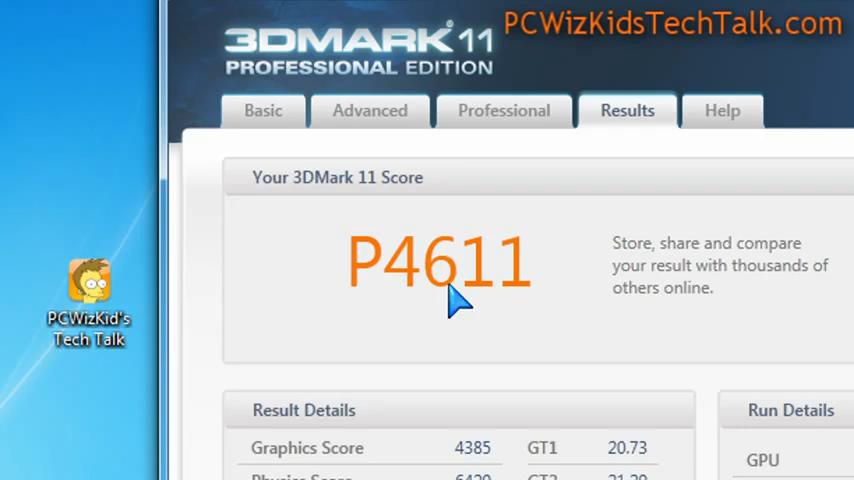 PCWizKidsTechTalk.com
3DMARK 11
PROFESSIONAL EDITION
Basic Advanced Professional Results Help
Your 3DMark 11 Score
P4611
Store, share and compare
your result with thousands of
others online.
PCWizKid's
Tech Talk
Result Details
Run Details
Graphics Score 4385 GT1 20.73
GPU